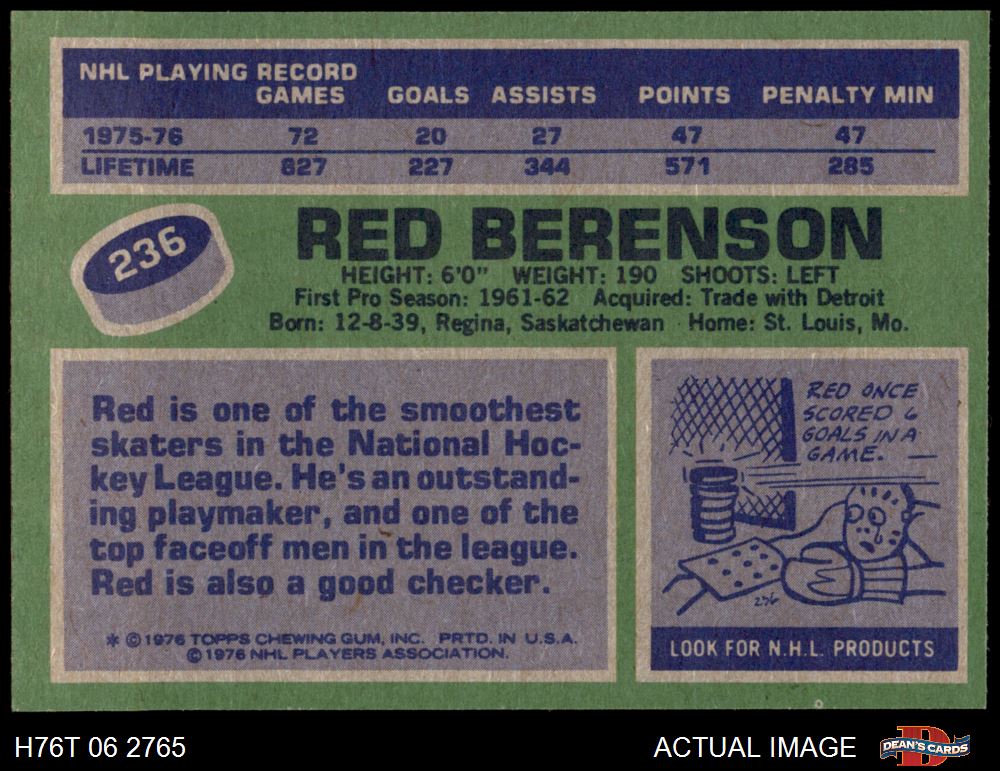 NHL PLAYING RECORD
GAMES GOALS ASSISTS POINTS PENALTY MIN
1975-76 72 20 27 47 47
LIFETIME 827 227 344 571 285
236
RED BERENSON
HEIGHT: 6'0" WEIGHT: 190 SHOOTS: LEFT
First Pro Season: 1961-62 Acquired: Trade with Detroit
Born: 12-8-39, Regina, Saskatchewan Home: St. Louis, Mo.
Red is one of the smoothest
skaters in the National Hoc-
key League. He's an outstand-
ing playmaker, and one of the
top faceoff men in the league.
Red is also a good checker.
* © 1976 TOPPS CHEWING GUM, INC. PRTD. IN U.S.A.
© 1976 NHL PLAYERS ASSOCIATION.
RED ONCE
SCORED 6
GOALS IN A
GAME.
236
LOOK FOR N.H.L. PRODUCTS
H76T 06 2765
ACTUAL IMAGE
DEAN'S CARDS